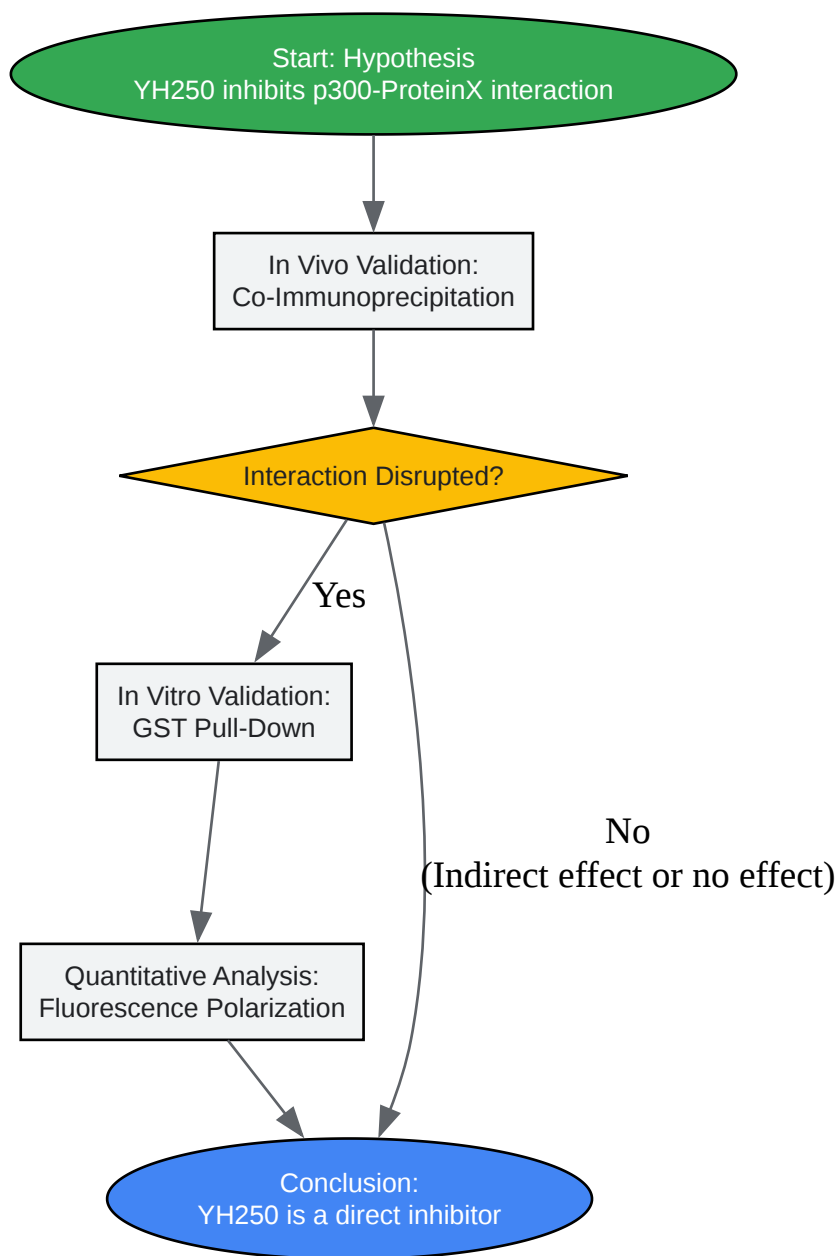 Start: Hypothesis
YH250 inhibits p300-ProteinX interaction
In Vivo Validation:
Co-Immunoprecipitation
Interaction Disrupted?
Yes
In Vitro Validation:
GST Pull-Down
No
(Indirect effect or no effect)
Quantitative Analysis:
Fluorescence Polarization
Conclusion:
YH250 is a direct inhibitor